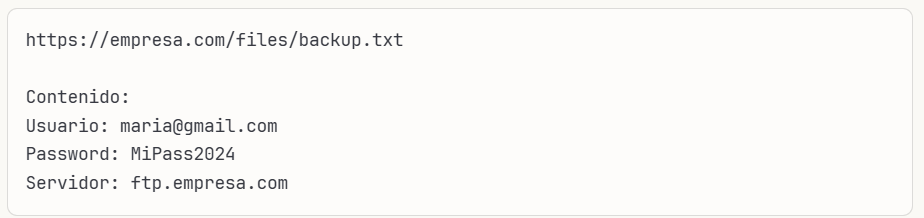 https://empresa.com/files/backup.txt
Contenido:
Usuario: maria@gmail.com
Password: MiPass2024
Servidor: ftp.empresa.com